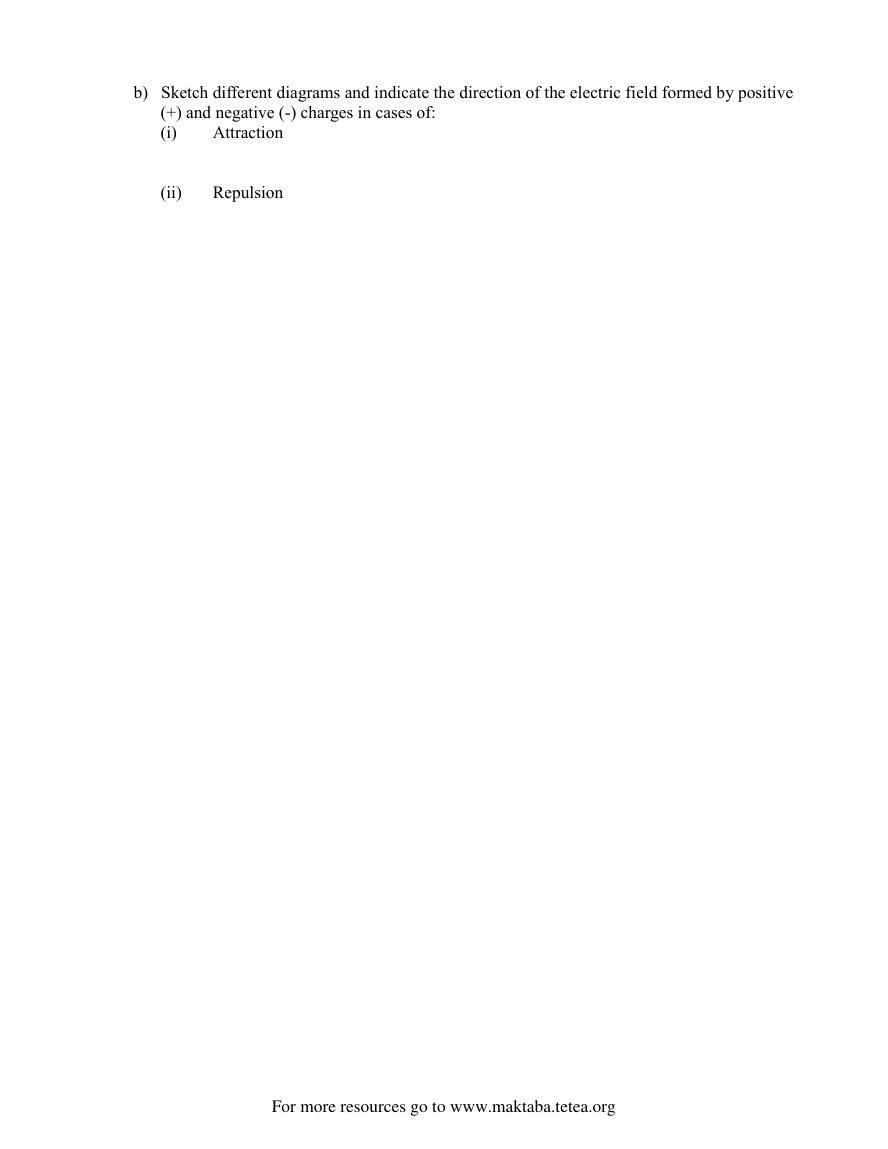 b) Sketch different diagrams and indicate the direction of the electric field formed by positive
(+) and negative (-) charges in cases of:
(i) Attraction
(ii) Repulsion
For more resources go to www.maktaba.tetea.org